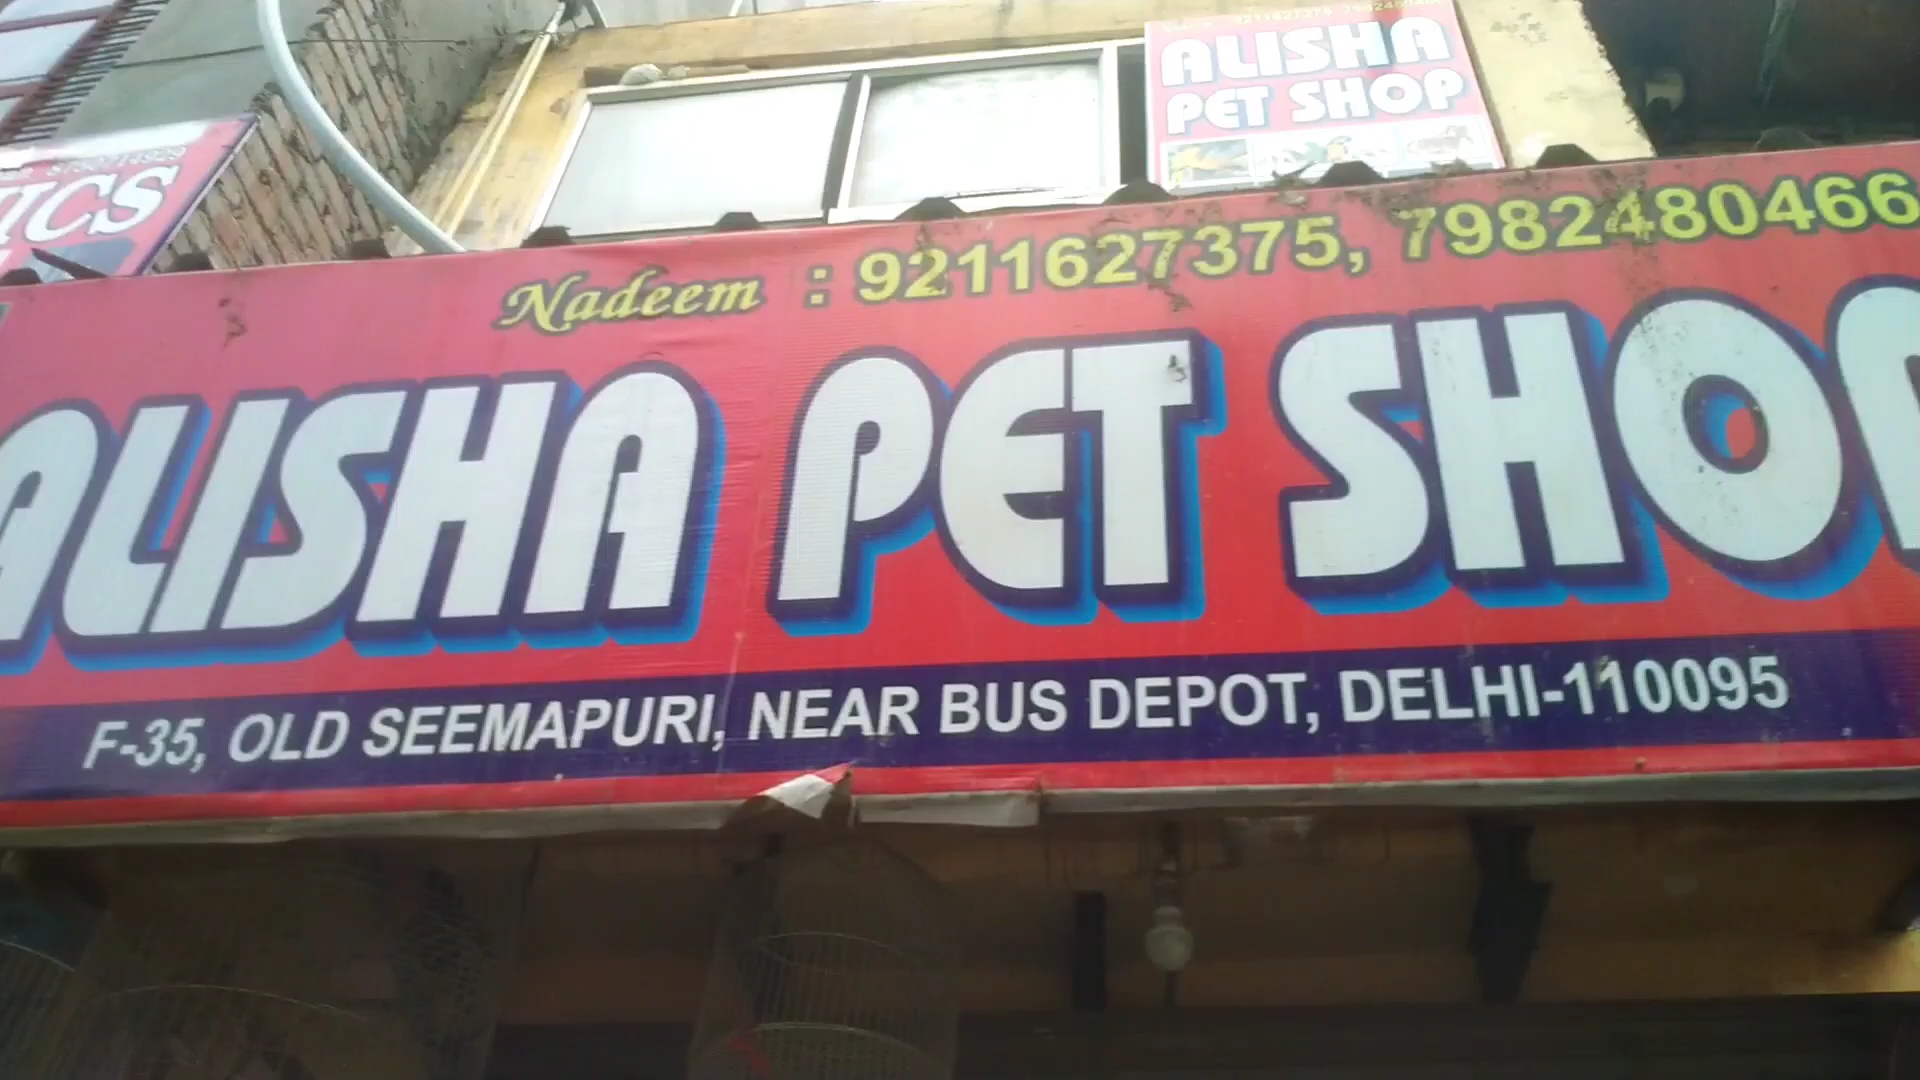 ALISHA
PET SHOP
ICS
Nadeem : 9211627375, 7982480466
ALISHA PET SHOP
F-35, OLD SEEMAPURI, NEAR BUS DEPOT, DELHI-110095